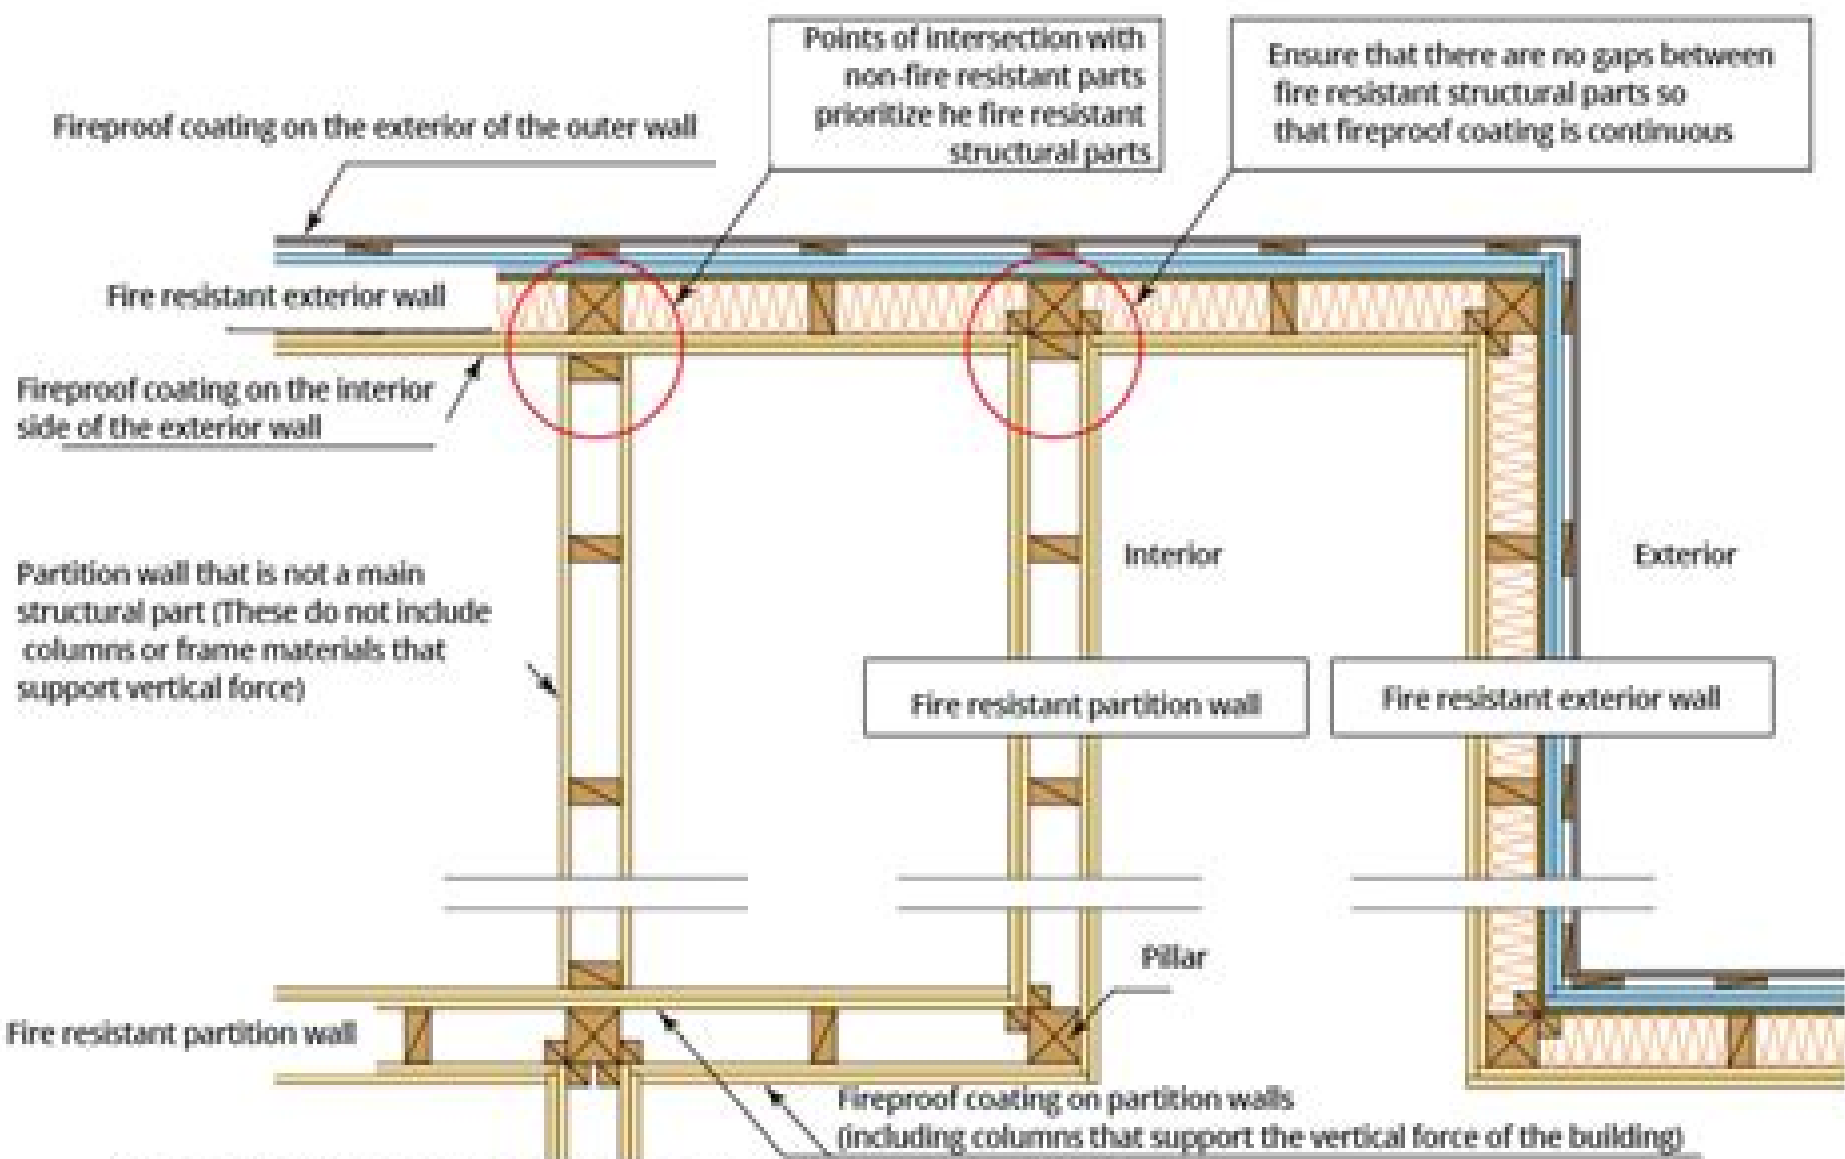 Points of intersection with
non-fire resistant parts
prioritize he fire resistant
structural parts
Ensure that there are no gaps between
fire resistant structural parts so
that fireproof coating is continuous
Fireproof coating on the exterior of the outer wall
Fire resistant exterior wall
Fireproof coating on the interior
side of the exterior wall
Partition wall that is not a main
structural part (These do not include
columns or frame materials that
support vertical force)
Interior
Exterior
Fire resistant partition wall
Fire resistant exterior wall
Pillar
Fire resistant partition wall
Fireproof coating on partition walls
(including columns that support the vertical force of the building)